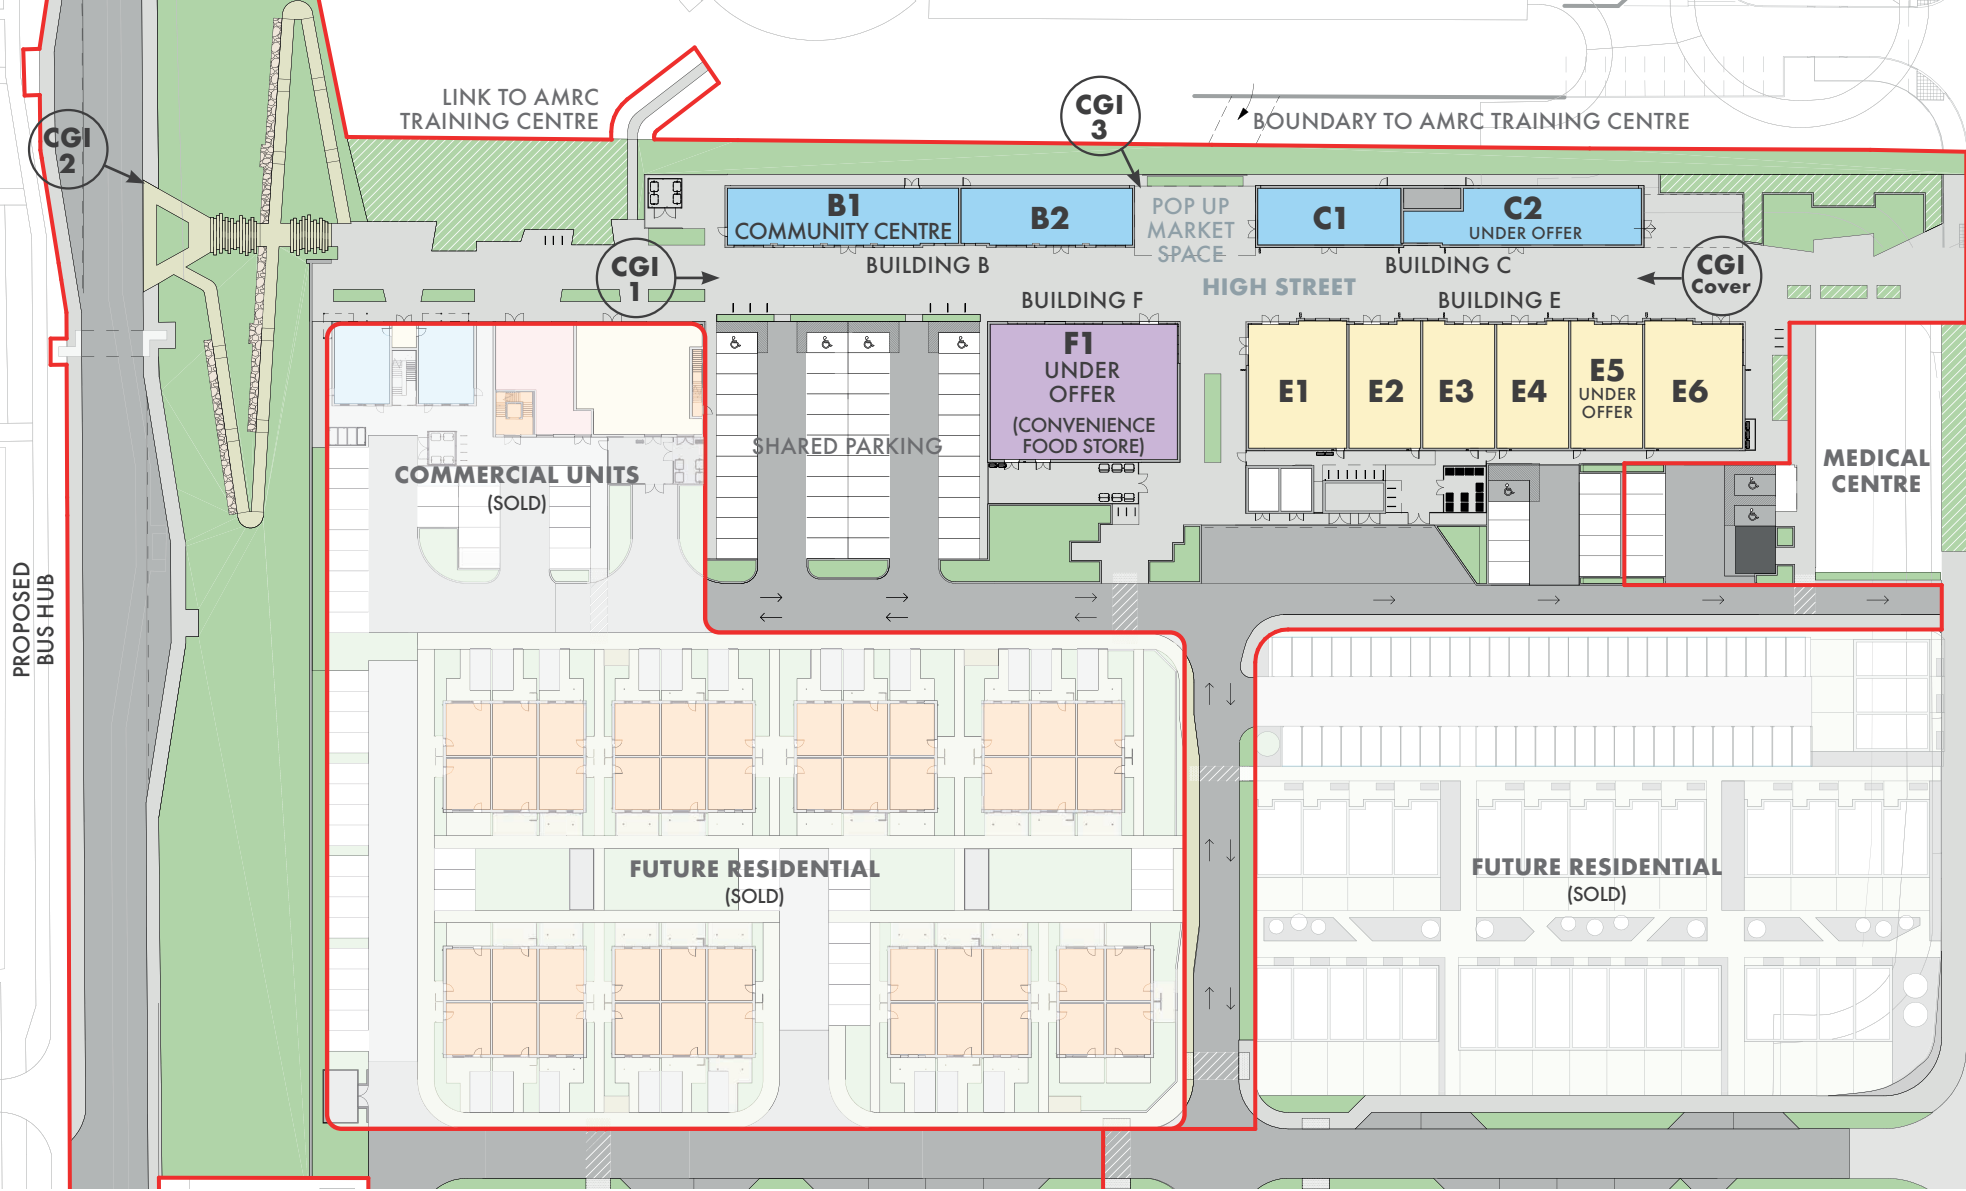 LINK TO AMRC
TRAINING CENTRE
CGI
3
BOUNDARY TO AMRC TRAINING CENTRE
CGI
2
B1
COMMUNITY CENTRE
B2
POP UP
MARKET
SPACE
C1
C2
UNDER OFFER
CGI
1
BUILDING B
BUILDING C
CGI
Cover
HIGH STREET
BUILDING F
BUILDING E
F1
UNDER
OFFER
(CONVENIENCE
FOOD STORE)
E1
E2
E3
E4
E5
UNDER
OFFER
E6
SHARED PARKING
COMMERCIAL UNITS
(SOLD)
MEDICAL
CENTRE
PROPOSED
BUS HUB
FUTURE RESIDENTIAL
(SOLD)
FUTURE RESIDENTIAL
(SOLD)